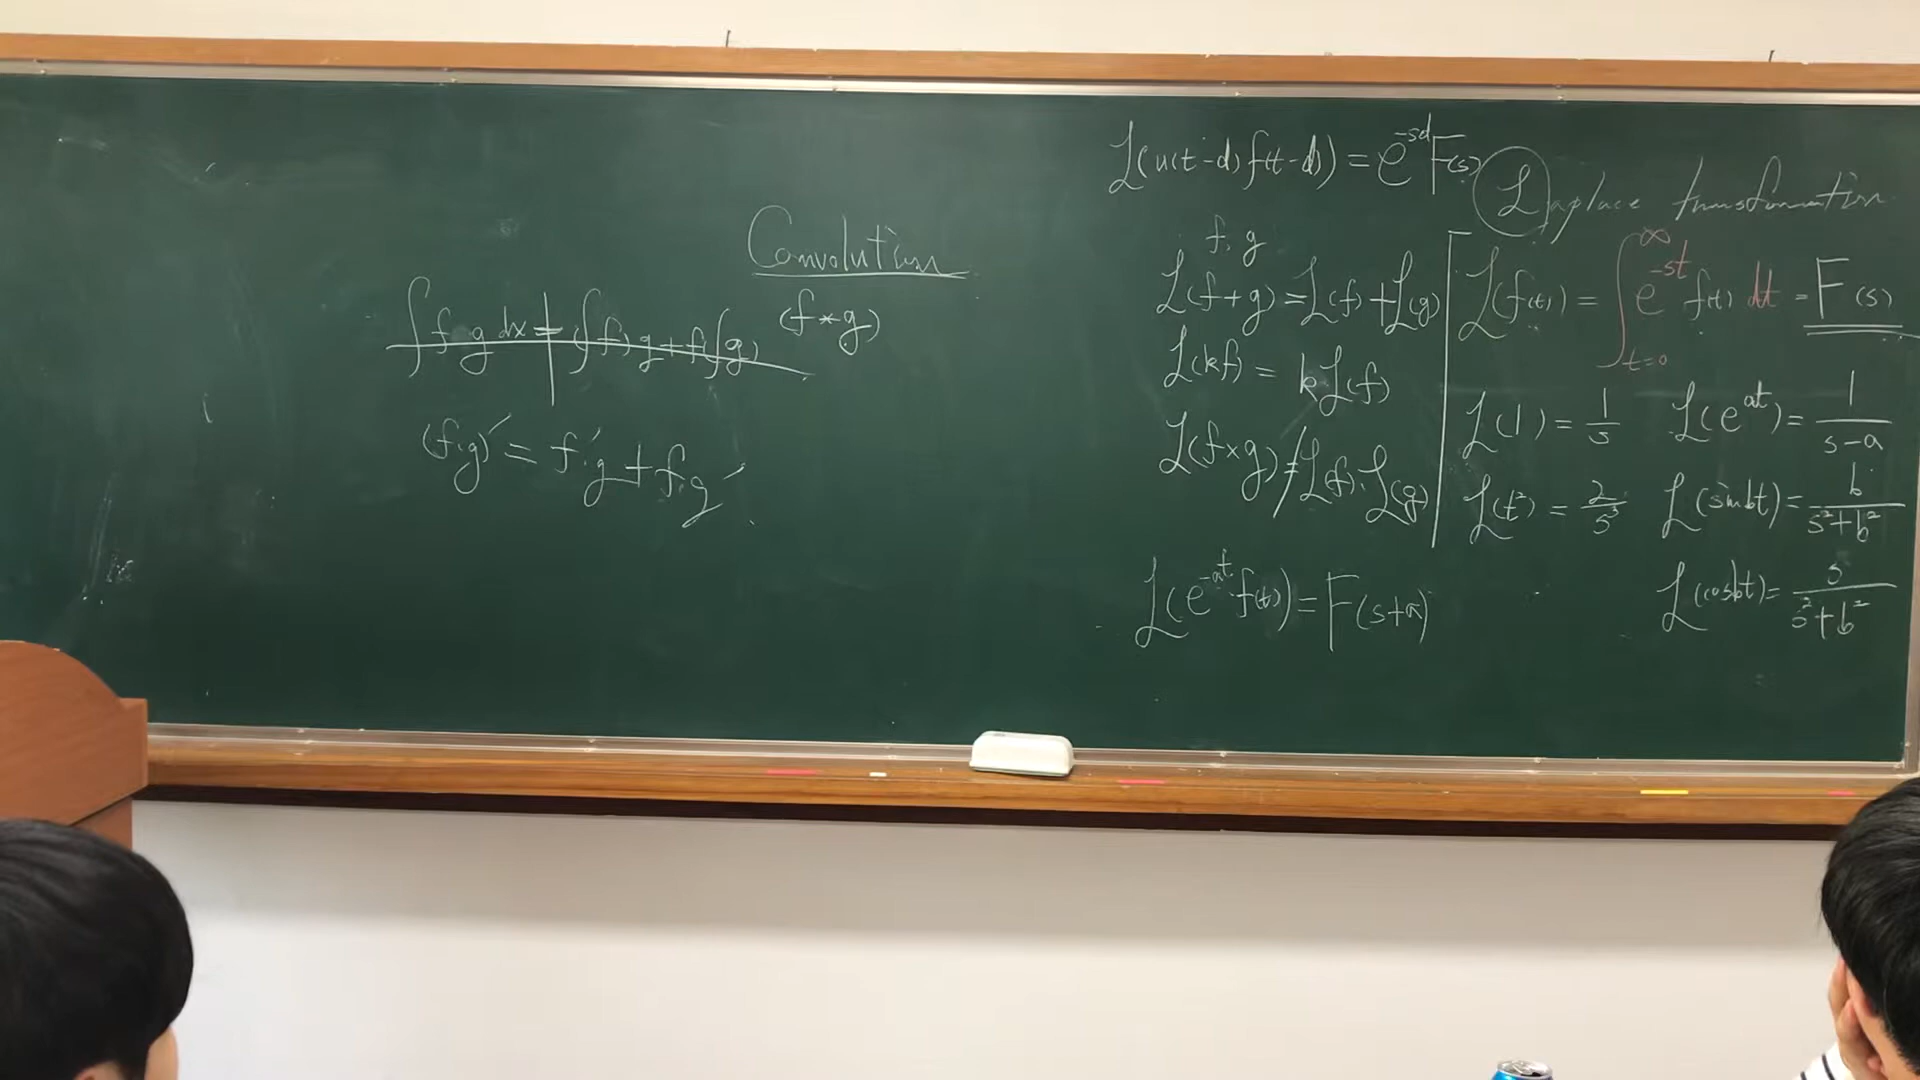 Convolution
∫ f·g dx ≠ (∫f)g + f(∫g)
(f * g)
(f·g)′ = f′·g + f·g′
ℒ(u(t-d)f(t-d)) = e^{-sd}F(s)
f, g
ℒ(f+g) = ℒ(f) + ℒ(g)
ℒ(kf) = kℒ(f)
ℒ(f×g) ≠ ℒ(f)·ℒ(g)
ℒ(e^{-at}f(t)) = F(s+a)
ℒaplace transformation
ℒ(f(t)) = ∫_{t=0}^{∞} e^{-st} f(t) dt = F(s)
ℒ(1) = 1/s  ℒ(e^{at}) = 1/(s-a)
ℒ(t²) = 2/s³  ℒ(sin bt) = b/(s²+b²)
ℒ(cos bt) = s/(s²+b²)